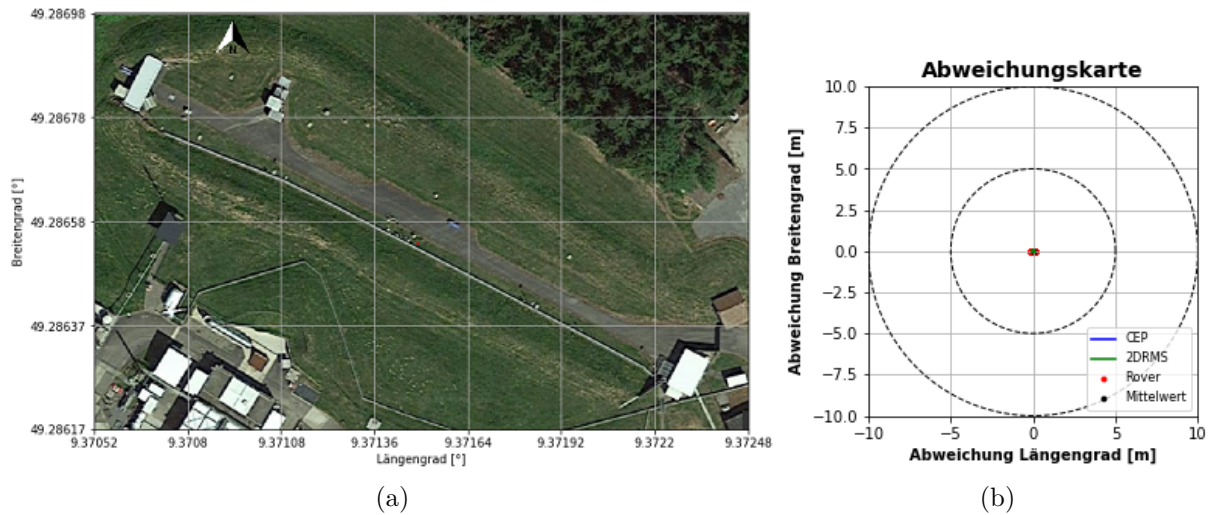 N
49.28698
49.28678
49.28658
49.28637
49.28617
Breitengrad [°]
9.37052
9.3708
9.37108
9.37136
9.37164
9.37192
9.3722
9.37248
Längengrad [°]
(a)
Abweichungskarte
10.0
7.5
5.0
2.5
0.0
−2.5
−5.0
−7.5
−10.0
Abweichung Breitengrad [m]
CEP
2DRMS
Rover
Mittelwert
−10
−5
0
5
10
Abweichung Längengrad [m]
(b)